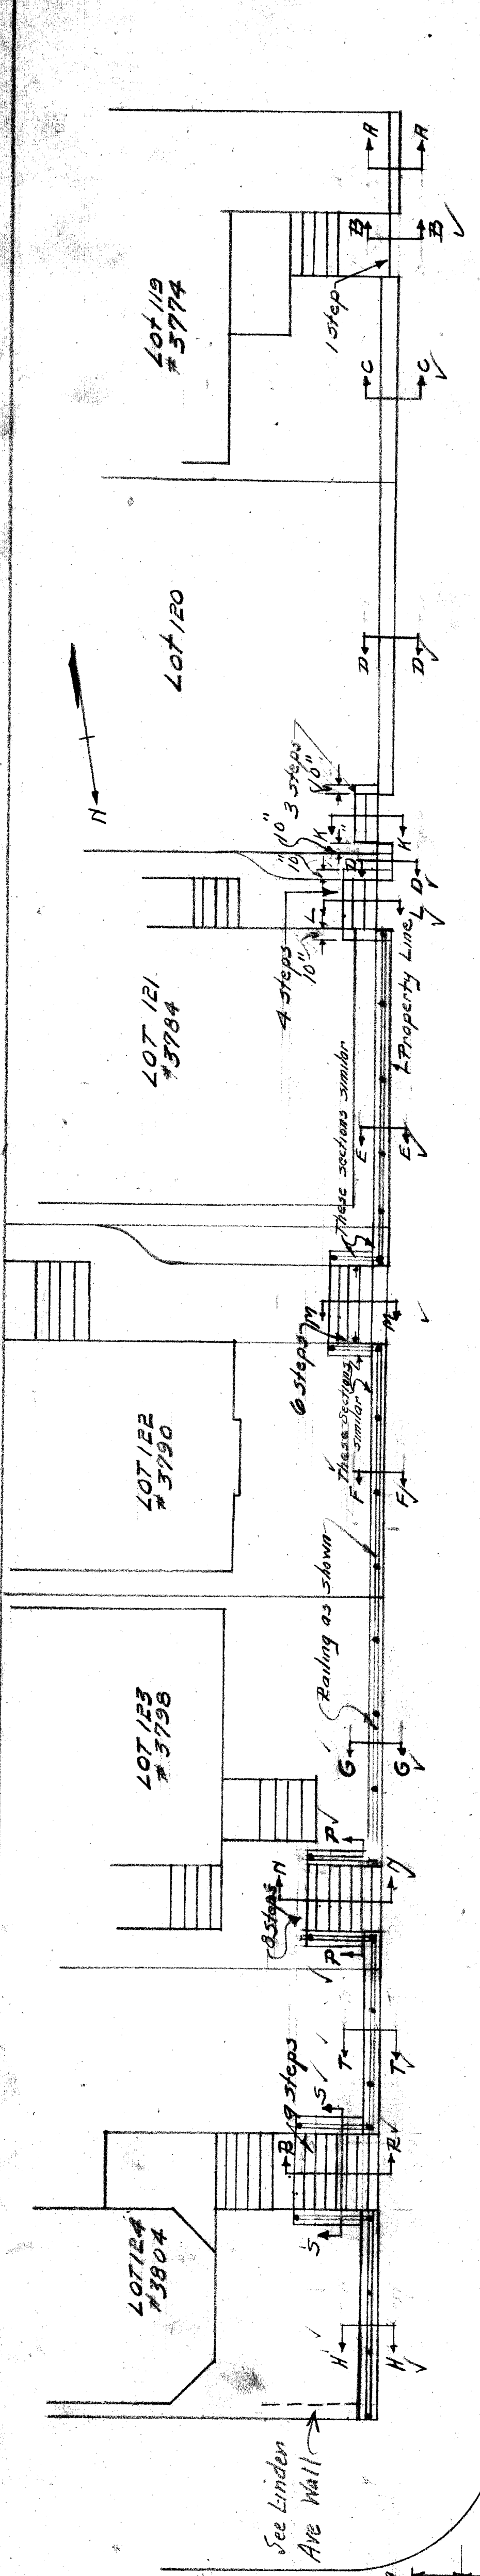 See Linden
Ave Wall
LOT 124
#3804
H
H
S
S
9 steps
R
R
T
T
LOT 123
#3798
P
P
8 steps
N
N
G
G
Railing as shown
LOT 122
#3790
F
F
These sections
similar
6 steps
M
M
These sections similar
LOT 121
#3784
E
E
Property Line
4 steps
10"
L
L
D
D
10"
10"
K
K
3 steps
10"
N
LOT 120
D
D
LOT 119
#3774
C
C
1 Step
B
B
A
A